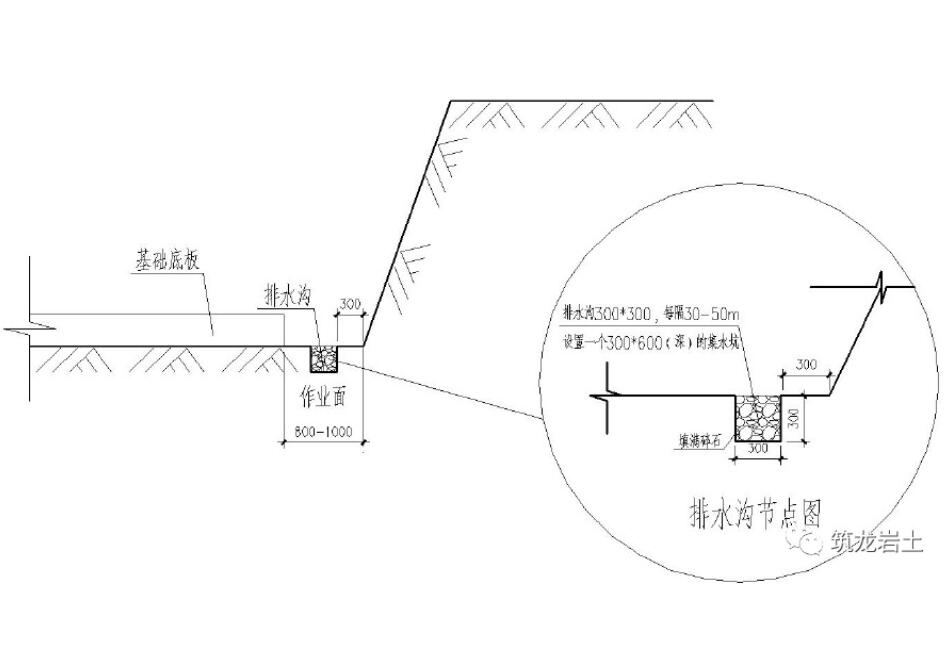 基础底板
排水沟
300
作业面
800-1000
排水沟300*300，每隔30-50m
设置一个300*600（深）的集水坑
300
300
填满碎石
300
排水沟节点图
筑龙岩土